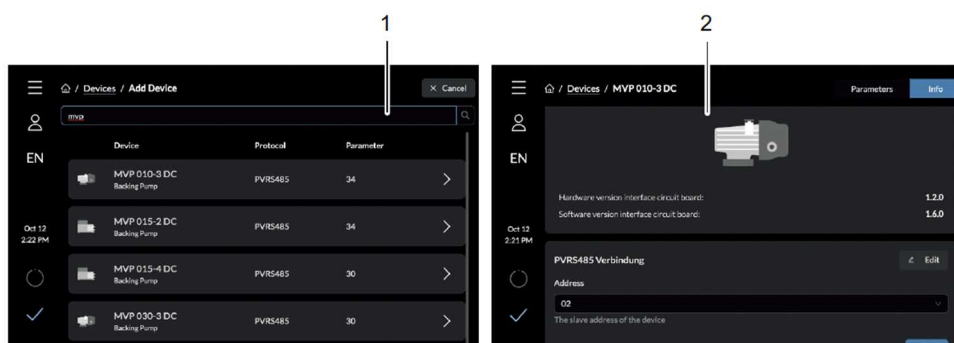 1
2
Devices / Add Device
× Cancel
mvp
EN
Device Protocol Parameter
MVP 010-3 DC
Backing Pump
PVRS485 34
MVP 015-2 DC
Backing Pump
PVRS485 34
MVP 015-4 DC
Backing Pump
PVRS485 30
MVP 030-3 DC
Backing Pump
PVRS485 30
Oct 12
2:22 PM
Devices / MVP 010-3 DC
Parameters Info
EN
Hardware version interface circuit board: 1.2.0
Software version interface circuit board: 1.6.0
Oct 12
2:21 PM
PVRS485 Verbindung
Edit
Address
02
The slave address of the device